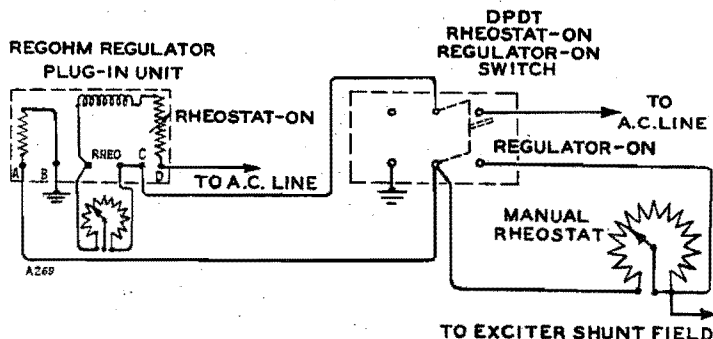 REGOHM REGULATOR
PLUG-IN UNIT
DPDT
RHEOSTAT-ON
REGULATOR-ON
SWITCH
RHEOSTAT-ON
TO
A.C. LINE
A
B
RHEO
C
D
TO A.C. LINE
REGULATOR-ON
MANUAL
RHEOSTAT
A269
TO EXCITER SHUNT FIELD